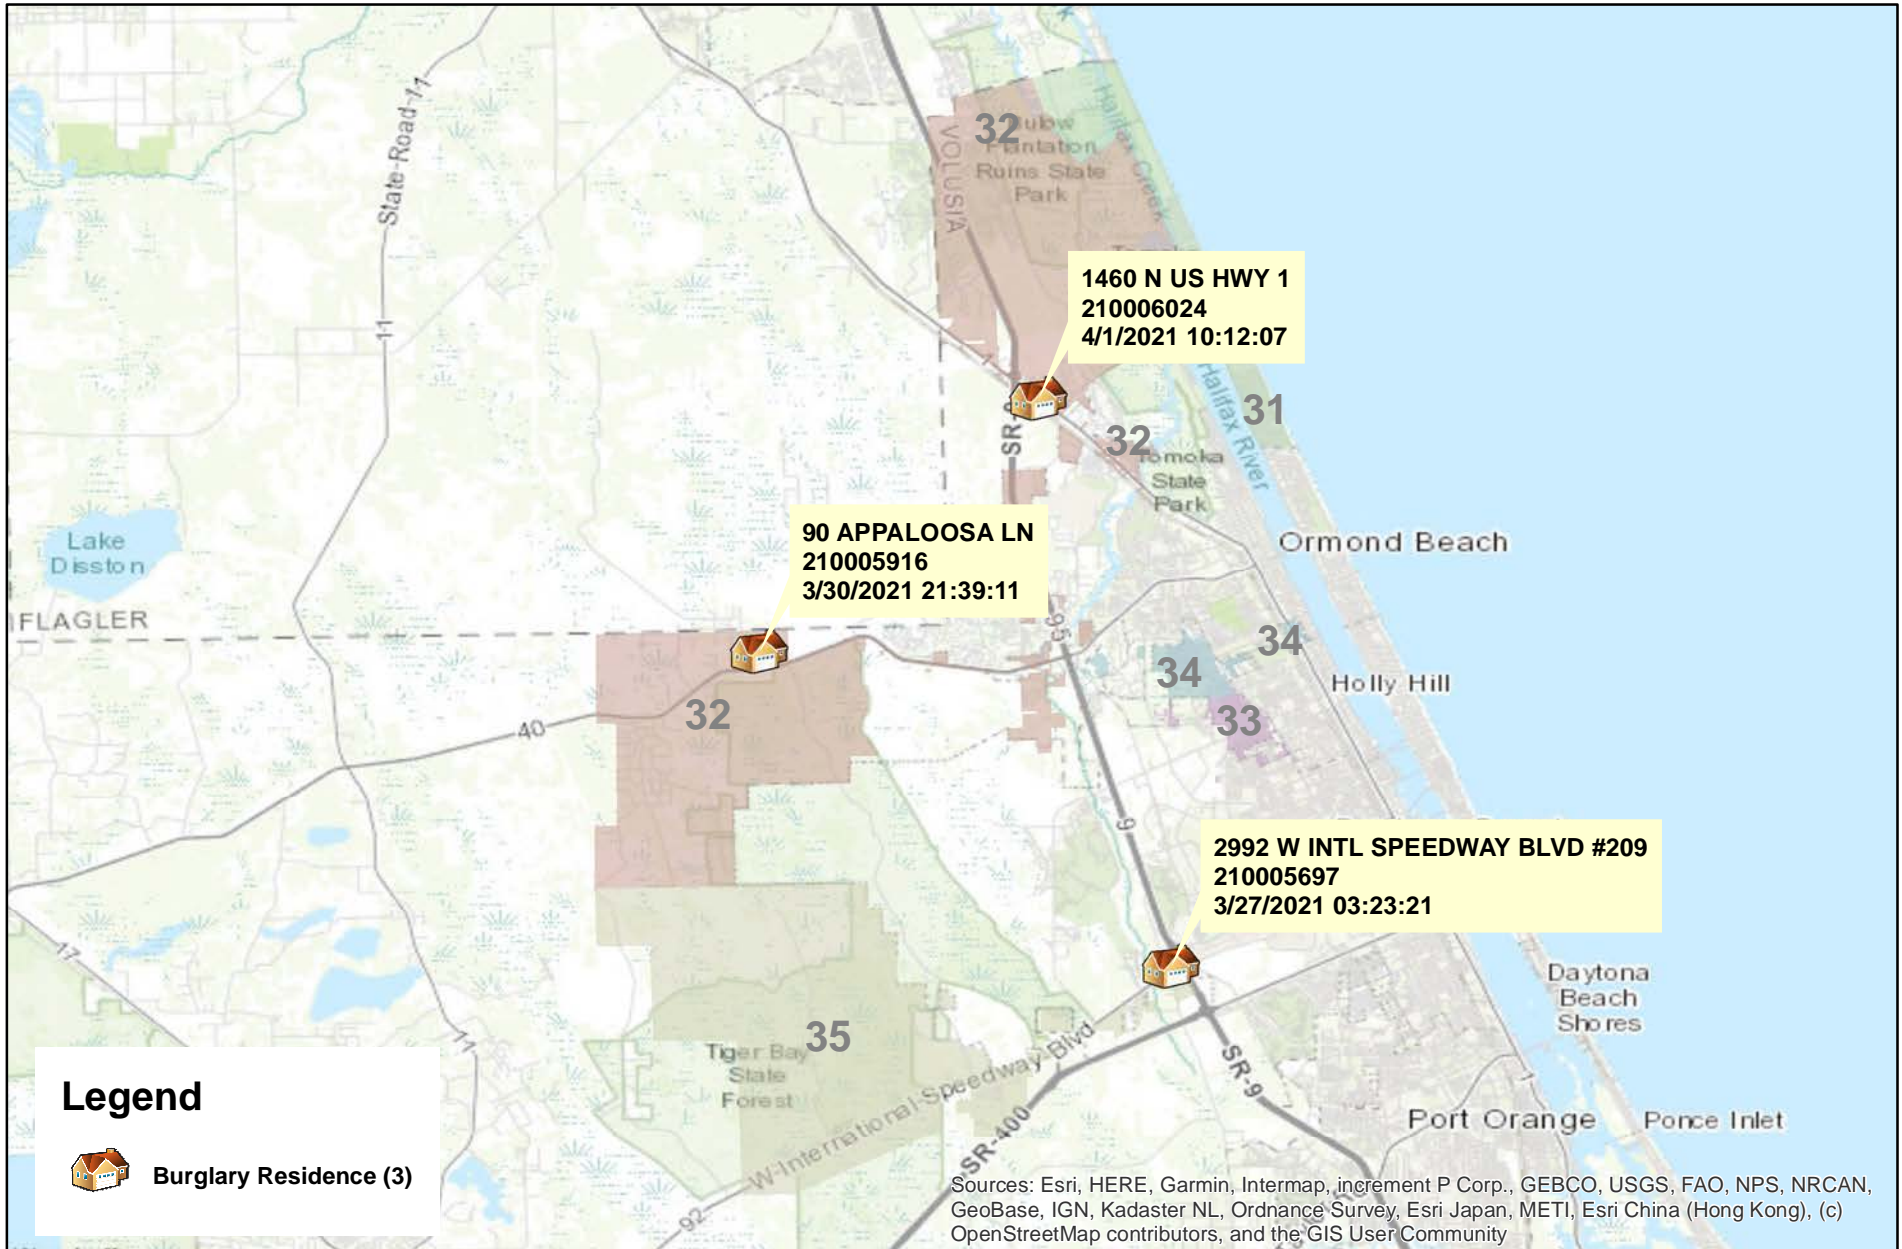 State-Road-11
11
32
Bulow
Plantation
Ruins State
Park
VOLUSIA
Halifax Creek
1460 N US HWY 1
210006024
4/1/2021 10:12:07
SR-9
31
Halifax River
32
Tomoka
State
Park
Lake
Disston
90 APPALOOSA LN
210005916
3/30/2021 21:39:11
Ormond Beach
FLAGLER
95
34
34
Holly Hill
33
32
40
9
2992 W INTL SPEEDWAY BLVD #209
210005697
3/27/2021 03:23:21
17
Daytona
Beach
Shores
35
Tiger Bay
State
Forest
11
W-International-Speedway-Blvd
SR-9
SR-400
1
Port Orange
Ponce Inlet
92
Legend
Burglary Residence (3)
Sources: Esri, HERE, Garmin, Intermap, increment P Corp., GEBCO, USGS, FAO, NPS, NRCAN,
GeoBase, IGN, Kadaster NL, Ordnance Survey, Esri Japan, METI, Esri China (Hong Kong), (c)
OpenStreetMap contributors, and the GIS User Community